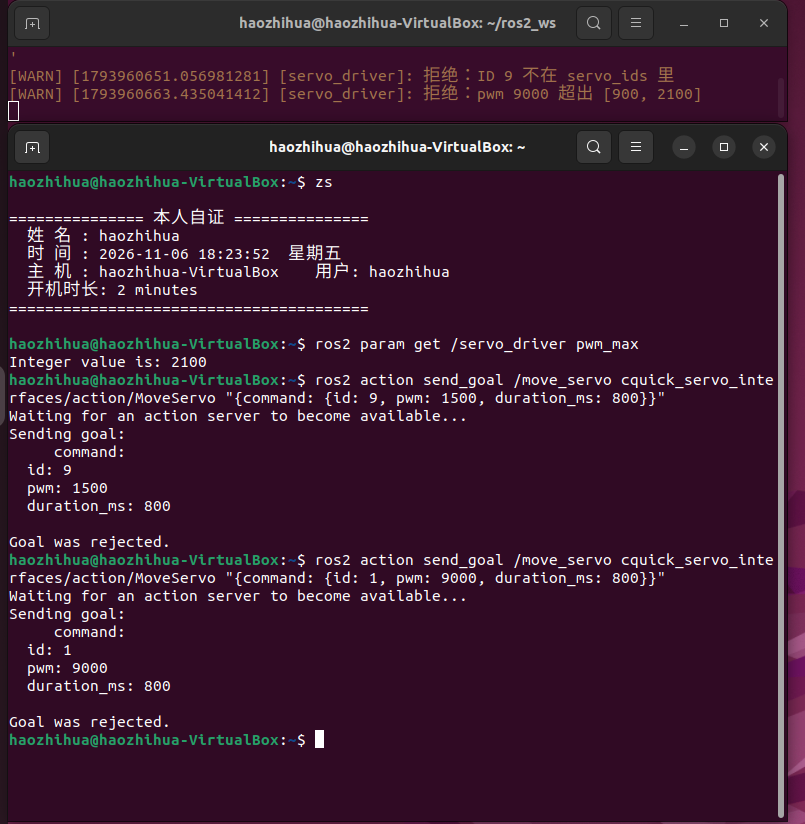 haozhihua@haozhihua-VirtualBox: ~/ros2_ws
'
[WARN] [1793960651.056981281] [servo_driver]: 拒绝：ID 9 不在 servo_ids 里
[WARN] [1793960663.435041412] [servo_driver]: 拒绝：pwm 9000 超出 [900, 2100]
haozhihua@haozhihua-VirtualBox: ~
haozhihua@haozhihua-VirtualBox:~$ zs
=============== 本人自证 ===============
姓 名 : haozhihua
时 间 : 2026-11-06 18:23:52 星期五
主 机 : haozhihua-VirtualBox 用户: haozhihua
开机时长: 2 minutes
========================================
haozhihua@haozhihua-VirtualBox:~$ ros2 param get /servo_driver pwm_max
Integer value is: 2100
haozhihua@haozhihua-VirtualBox:~$ ros2 action send_goal /move_servo cquick_servo_inte
rfaces/action/MoveServo "{command: {id: 9, pwm: 1500, duration_ms: 800}}"
Waiting for an action server to become available...
Sending goal:
command:
id: 9
pwm: 1500
duration_ms: 800
Goal was rejected.
haozhihua@haozhihua-VirtualBox:~$ ros2 action send_goal /move_servo cquick_servo_inte
rfaces/action/MoveServo "{command: {id: 1, pwm: 9000, duration_ms: 800}}"
Waiting for an action server to become available...
Sending goal:
command:
id: 1
pwm: 9000
duration_ms: 800
Goal was rejected.
haozhihua@haozhihua-VirtualBox:~$